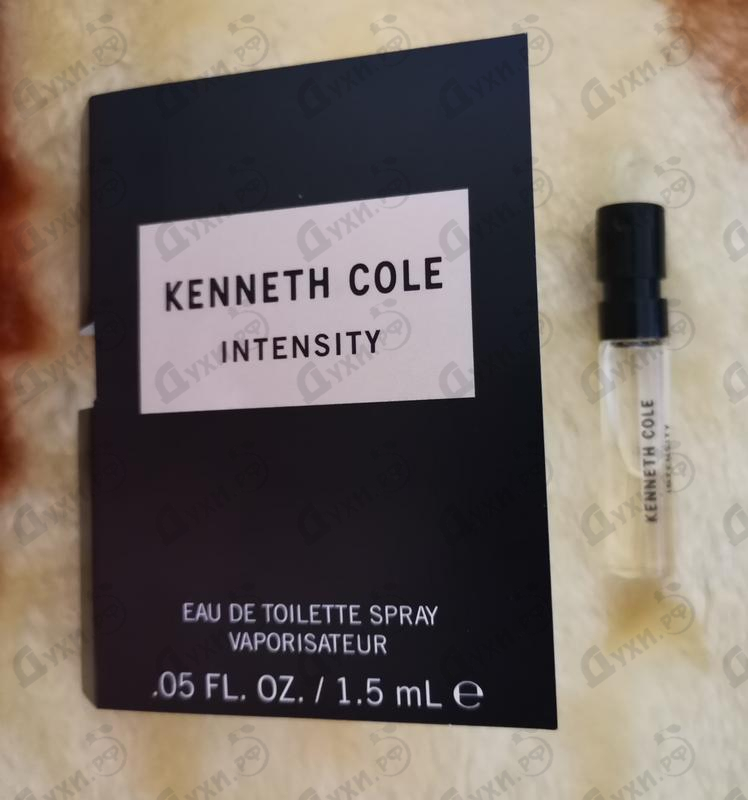 KENNETH COLE
INTENSITY
EAU DE TOILETTE SPRAY
VAPORISATEUR
.05 FL. OZ. / 1.5 mL ℮
KENNETH COLE
INTENSITY
Духи.рф